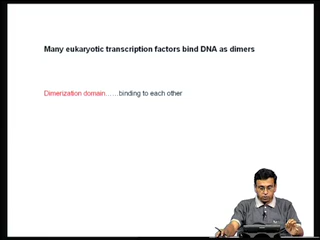 Many eukaryotic transcription factors bind DNA as dimers
Dimerization domain……binding to each other